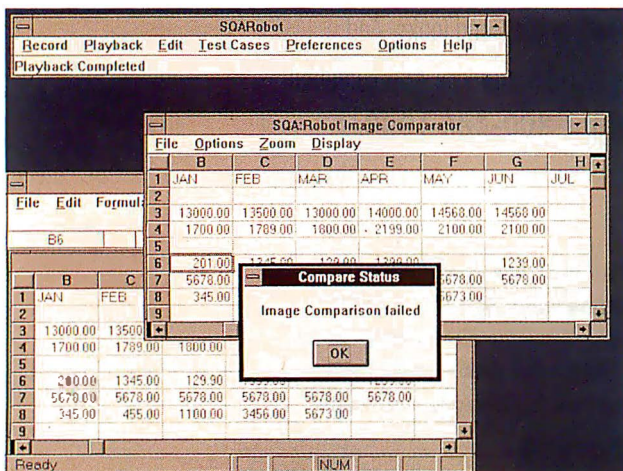 SQARobot
Record Playback Edit Test Cases Preferences Options Help
Playback Completed
SQA:Robot Image Comparator
File Options Zoom Display
B C D E F G H
1 JAN FEB MAR APR MAY JUN JUL
2
3 13000.00 13500.00 13000.00 14000.00 14568.00 14568.00
4 1700.00 1789.00 1800.00 2199.00 2100.00 2100.00
5
6 201.00 1239.00
7 5678.00 5678.00 5678.00
8 345.00 5673.00
9
Compare Status
Image Comparison failed
OK
File Edit
B6
B C
1 JAN FEB
2
3 13000.00 13500
4 1700.00 1789.00 1800.00
5
6 200.00 1345.00 129.90
7 5678.00 5678.00 5678.00 5678.00 5678.00 5678.00
8 345.00 455.00 1100.00 3456.00 5673.00
9
Ready NUM